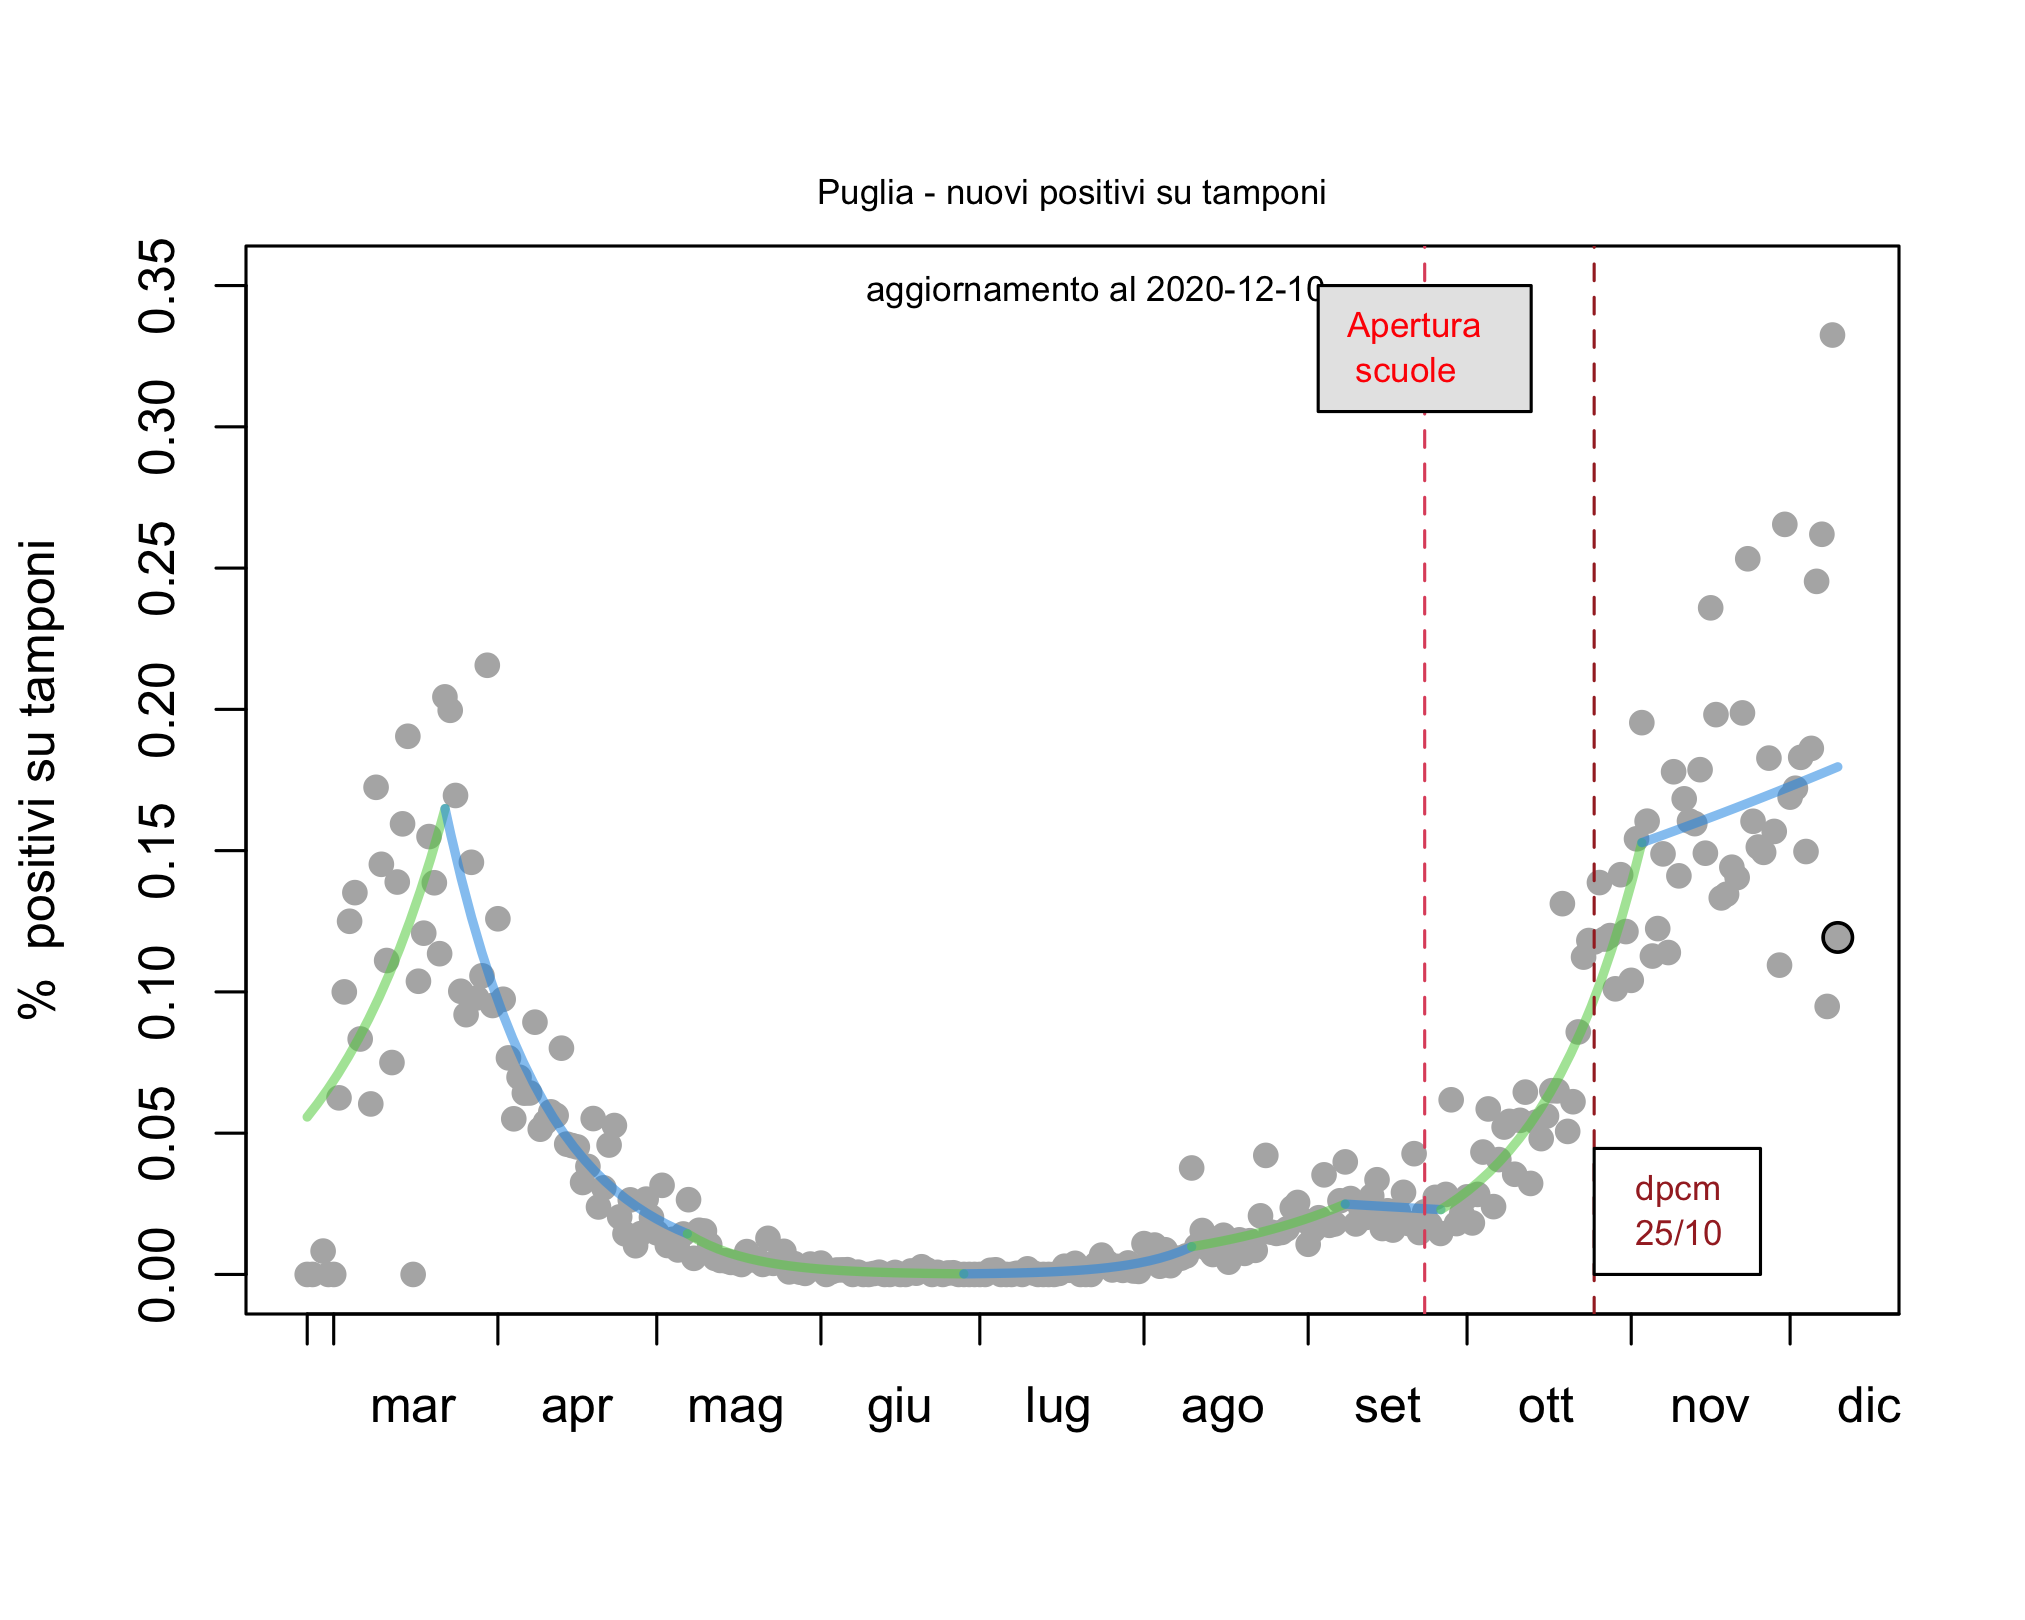 Puglia - nuovi positivi su tamponi
aggiornamento al 2020-12-10
Apertura
scuole
dpcm
25/10
% positivi su tamponi
0.35
0.30
0.25
0.20
0.15
0.10
0.05
0.00
mar apr mag giu lug ago set ott nov dic